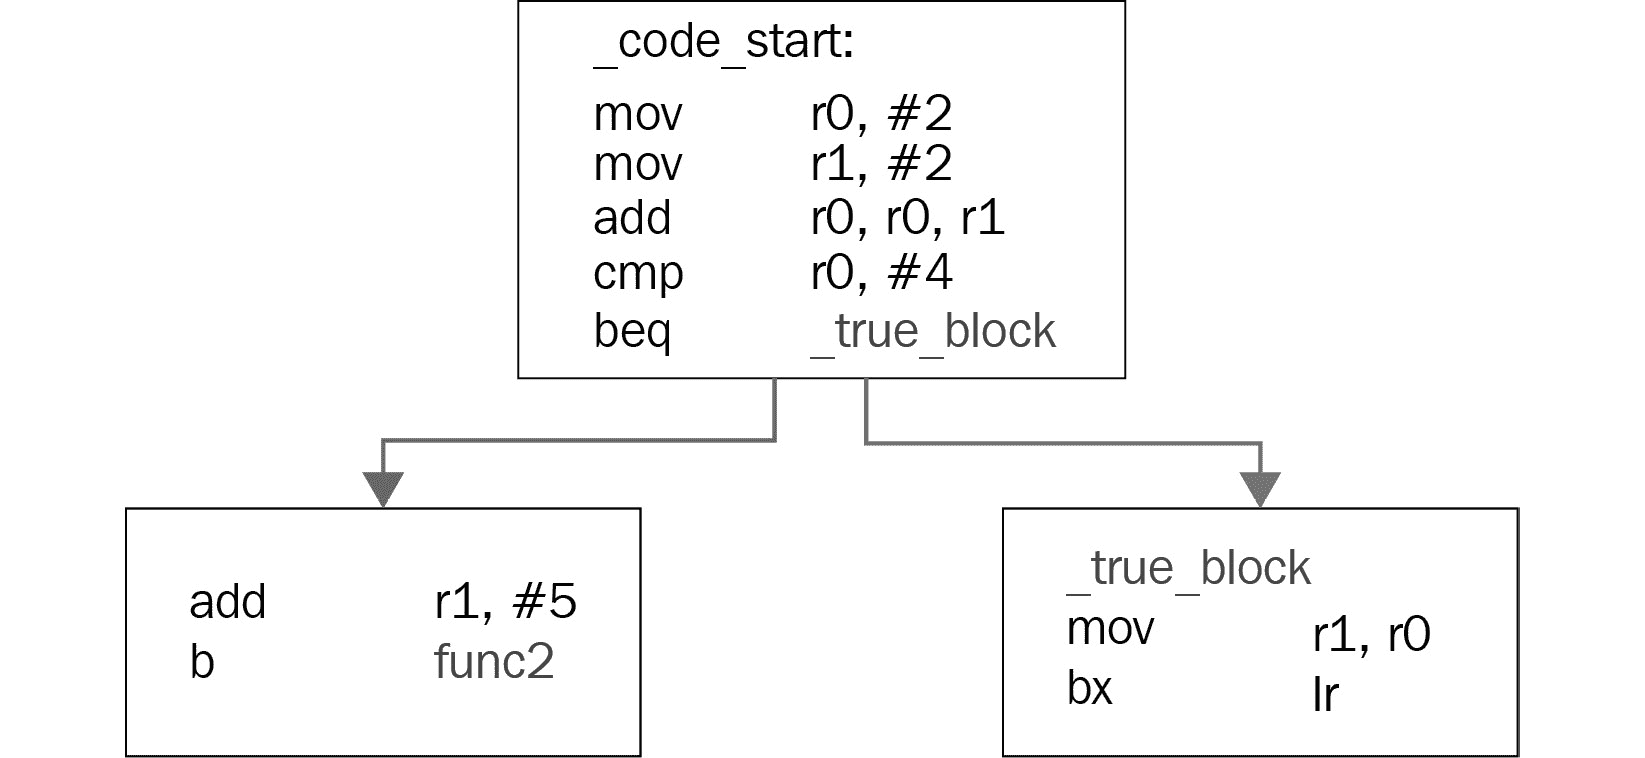 _code_start:
mov r0, #2
mov r1, #2
add r0, r0, r1
cmp r0, #4
beq _true_block
add r1, #5
b func2
_true_block
mov r1, r0
bx lr